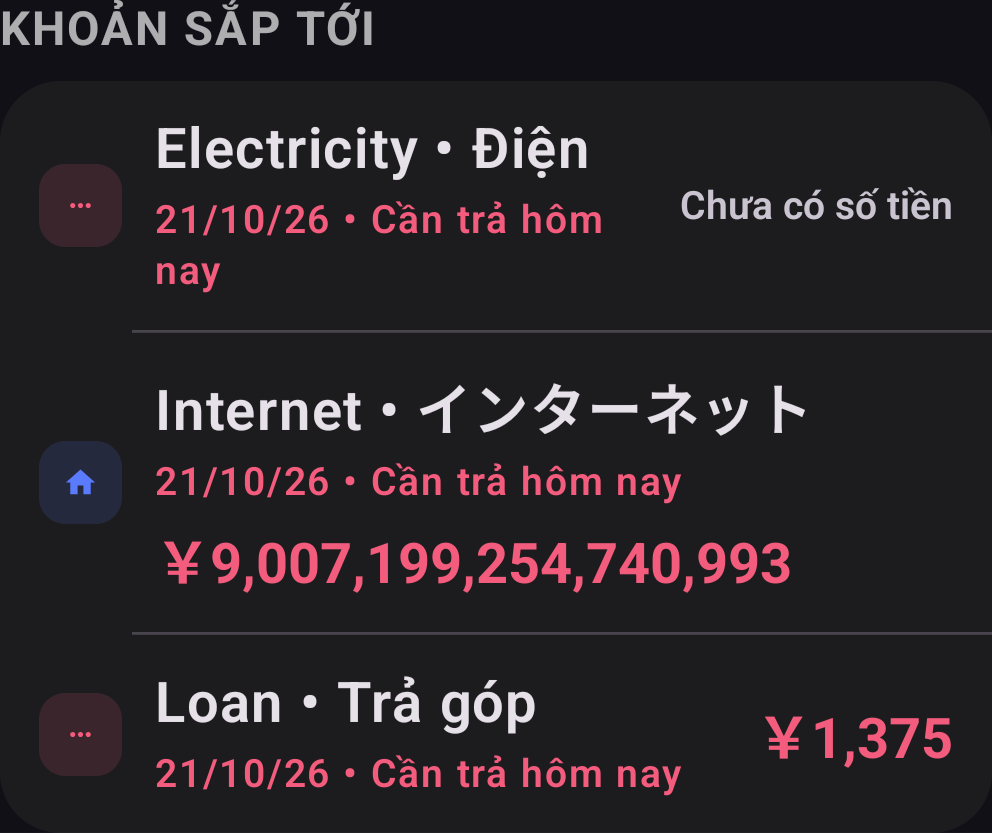 KHOẢN SẮP TỚI
Electricity • Điện
21/10/26 • Cần trả hôm
nay
Chưa có số tiền
Internet • インターネット
21/10/26 • Cần trả hôm nay
￥9,007,199,254,740,993
Loan • Trả góp
21/10/26 • Cần trả hôm nay
￥1,375